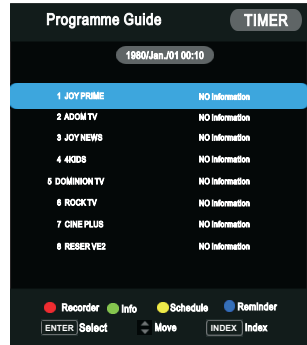 Programme Guide TIMER
1980/Jan./01 00:10
1 JOY PRIME NO Information
2 ADOM TV NO Information
3 JOY NEWS NO Information
4 4KIDS NO Information
5 DOMINION TV NO Information
6 ROCK TV NO Information
7 CINE PLUS NO Information
8 RESERVE2 NO Information
Recorder Info Schedule Reminder
ENTER Select Move INDEX Index